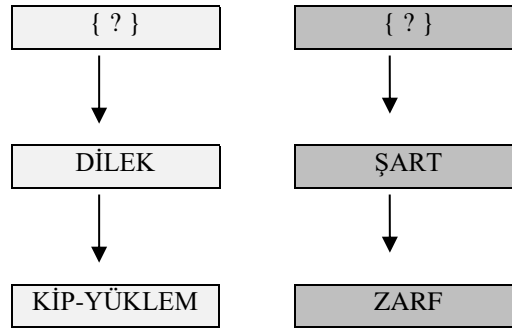 { ? } { ? }
DİLEK ŞART
KİP-YÜKLEM ZARF